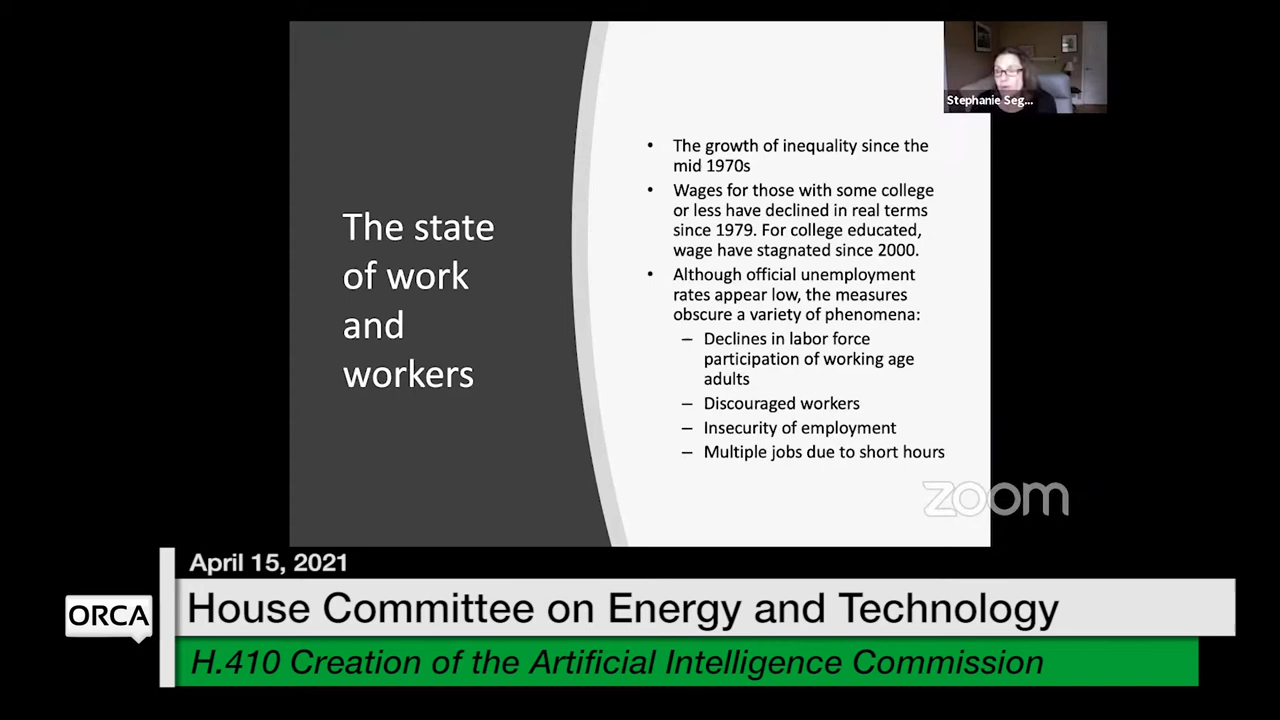 Stephanie Seg...
The state
of work
and
workers
• The growth of inequality since the
mid 1970s
• Wages for those with some college
or less have declined in real terms
since 1979. For college educated,
wage have stagnated since 2000.
• Although official unemployment
rates appear low, the measures
obscure a variety of phenomena:
– Declines in labor force
participation of working age
adults
– Discouraged workers
– Insecurity of employment
– Multiple jobs due to short hours
zoom
April 15, 2021
ORCA
House Committee on Energy and Technology
H.410 Creation of the Artificial Intelligence Commission